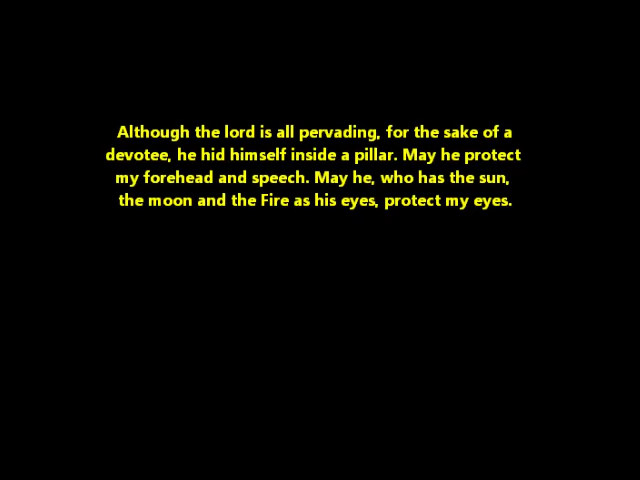 Although the lord is all pervading, for the sake of a
devotee, he hid himself inside a pillar. May he protect
my forehead and speech. May he, who has the sun,
the moon and the Fire as his eyes, protect my eyes.